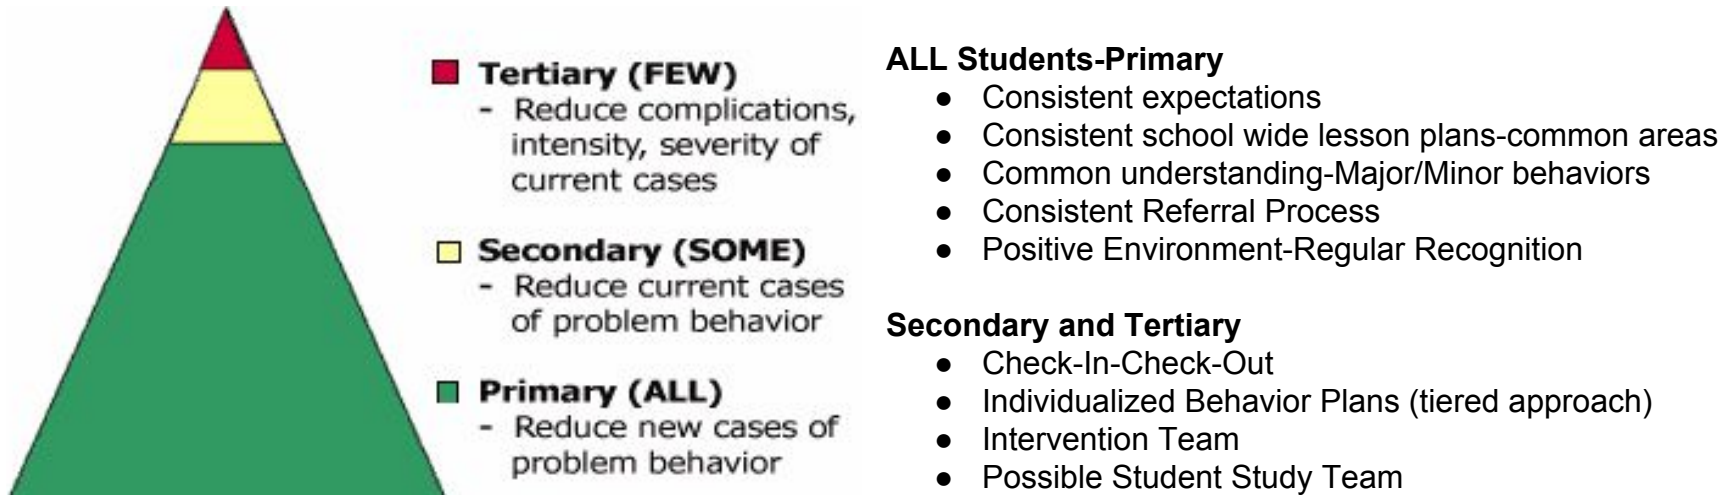 Tertiary (FEW)
- Reduce complications,
intensity, severity of
current cases
Secondary (SOME)
- Reduce current cases
of problem behavior
Primary (ALL)
- Reduce new cases of
problem behavior
ALL Students-Primary
● Consistent expectations
● Consistent school wide lesson plans-common areas
● Common understanding-Major/Minor behaviors
● Consistent Referral Process
● Positive Environment-Regular Recognition
Secondary and Tertiary
● Check-In-Check-Out
● Individualized Behavior Plans (tiered approach)
● Intervention Team
● Possible Student Study Team